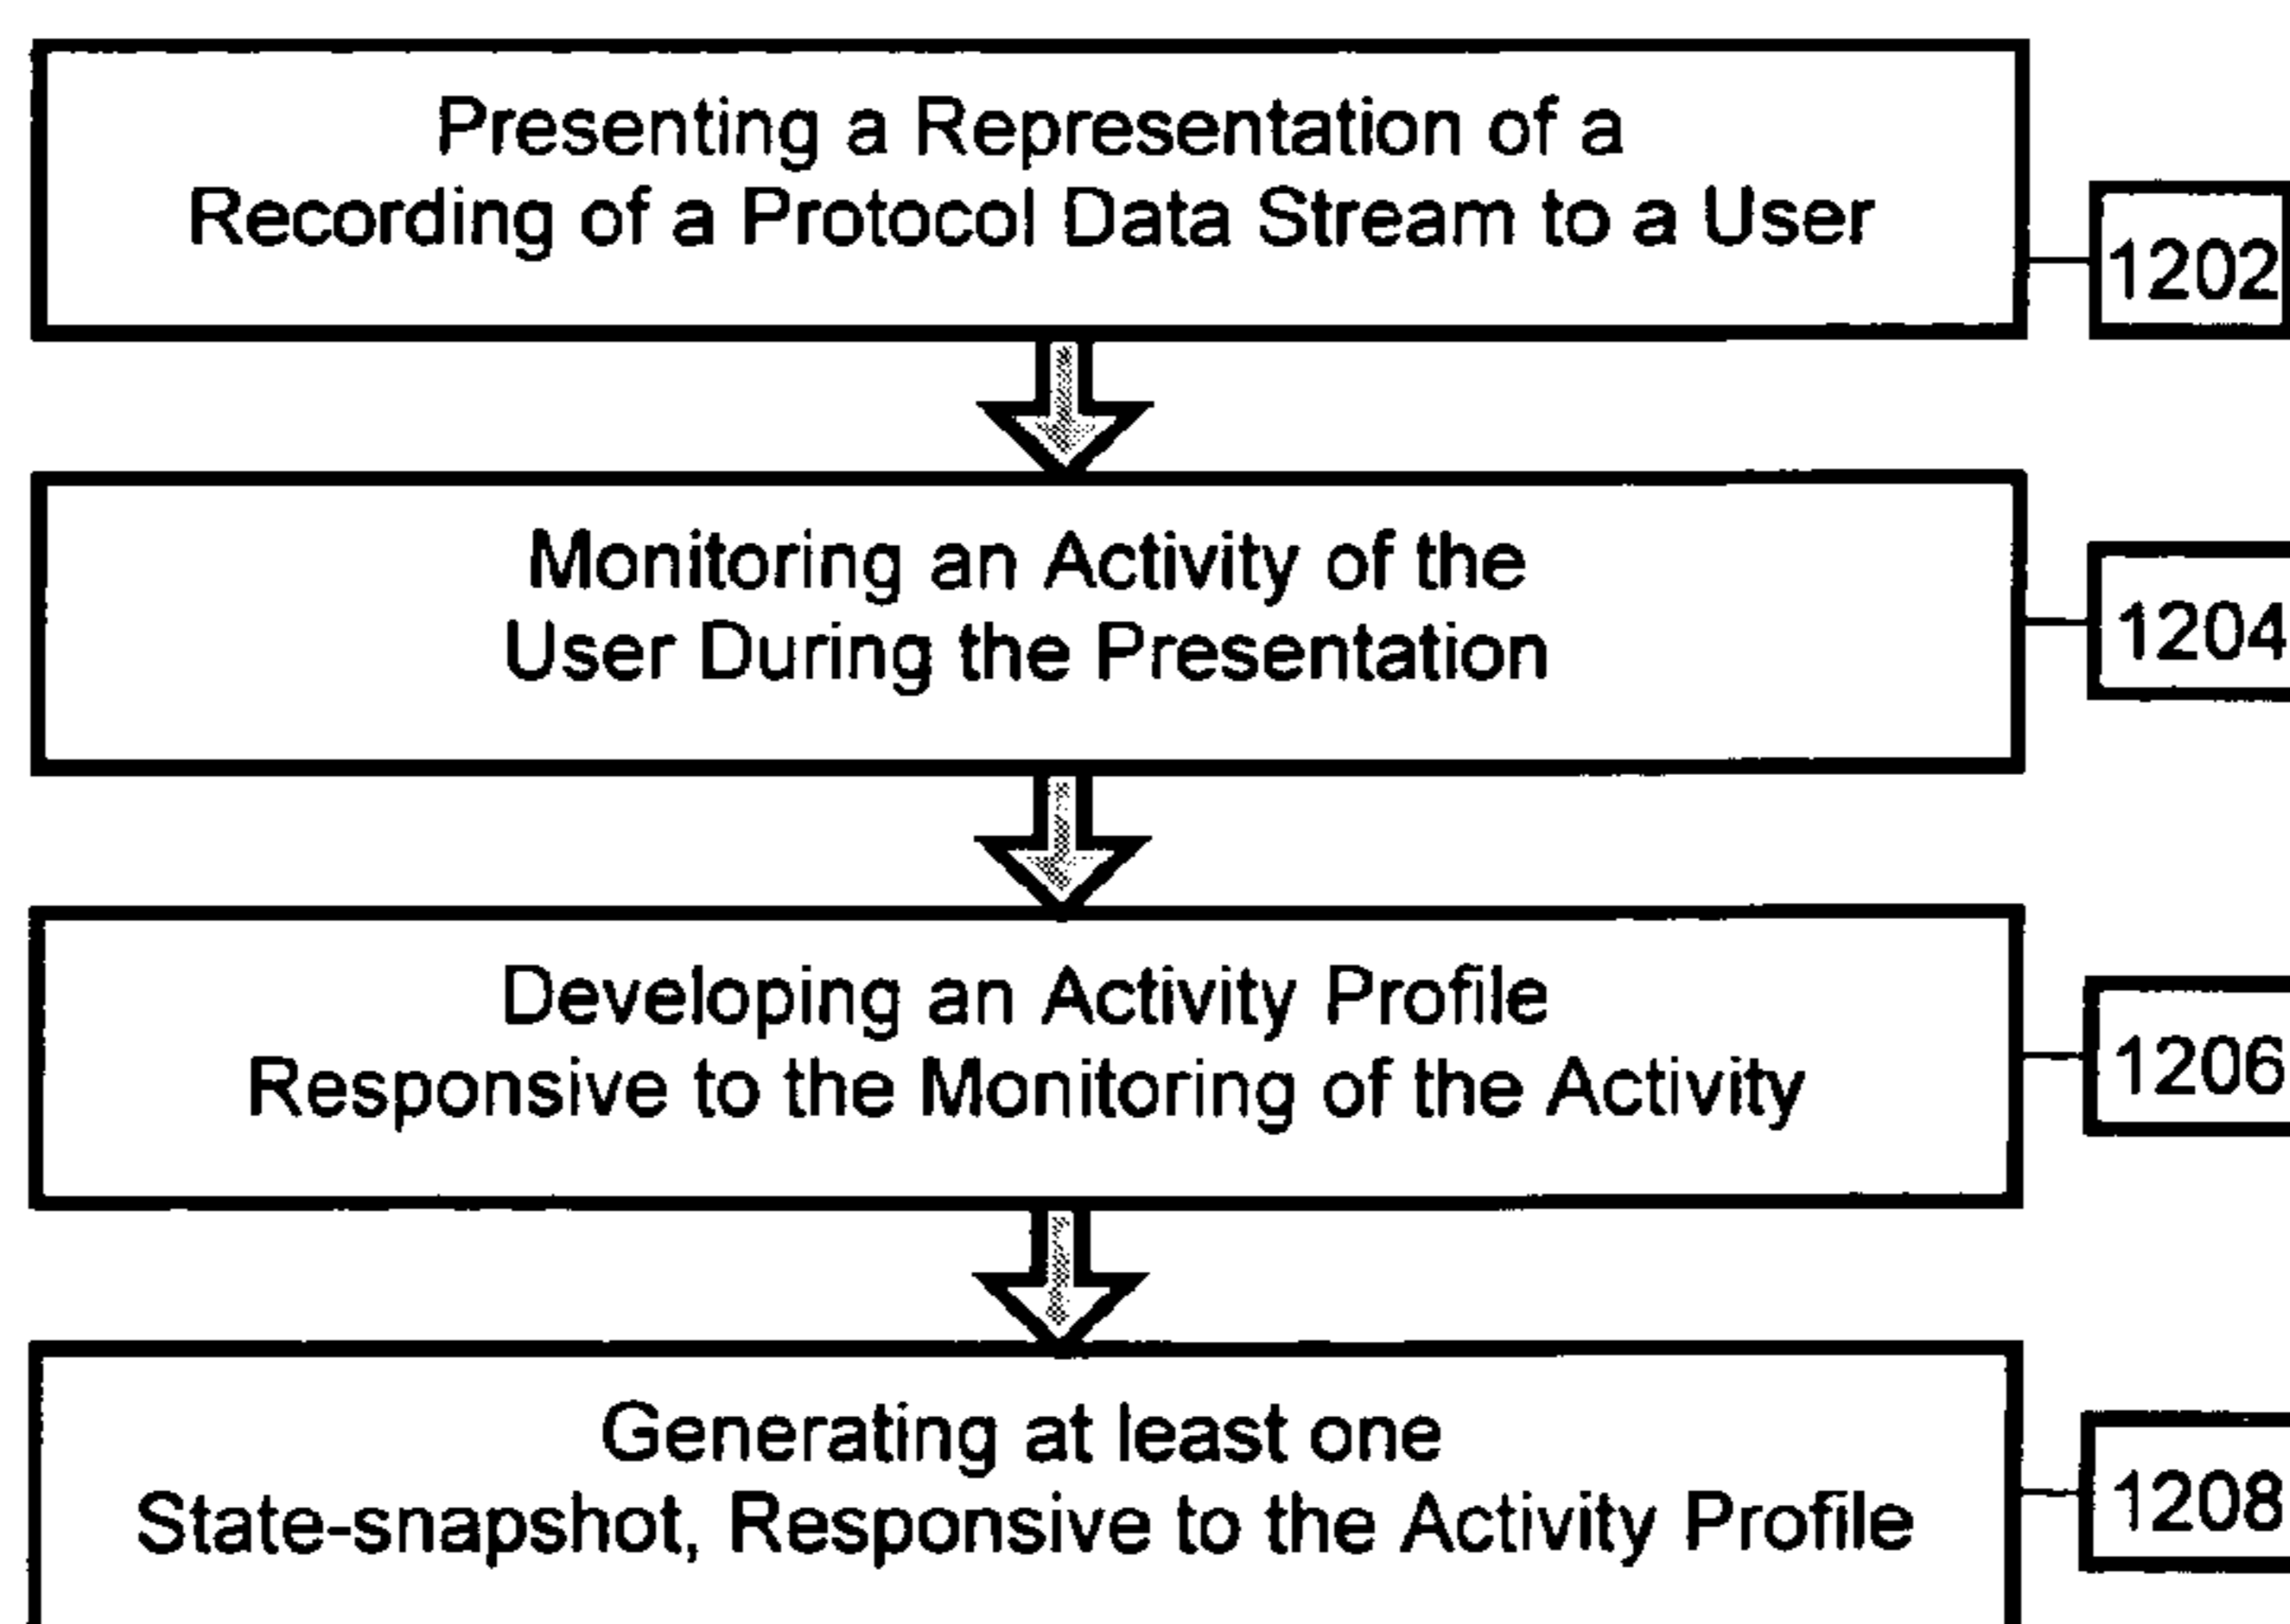 Presenting a Representation of a
Recording of a Protocol Data Stream to a User
1202
Monitoring an Activity of the
User During the Presentation
1204
Developing an Activity Profile
Responsive to the Monitoring of the Activity
1206
Generating at least one
State-snapshot, Responsive to the Activity Profile
1208